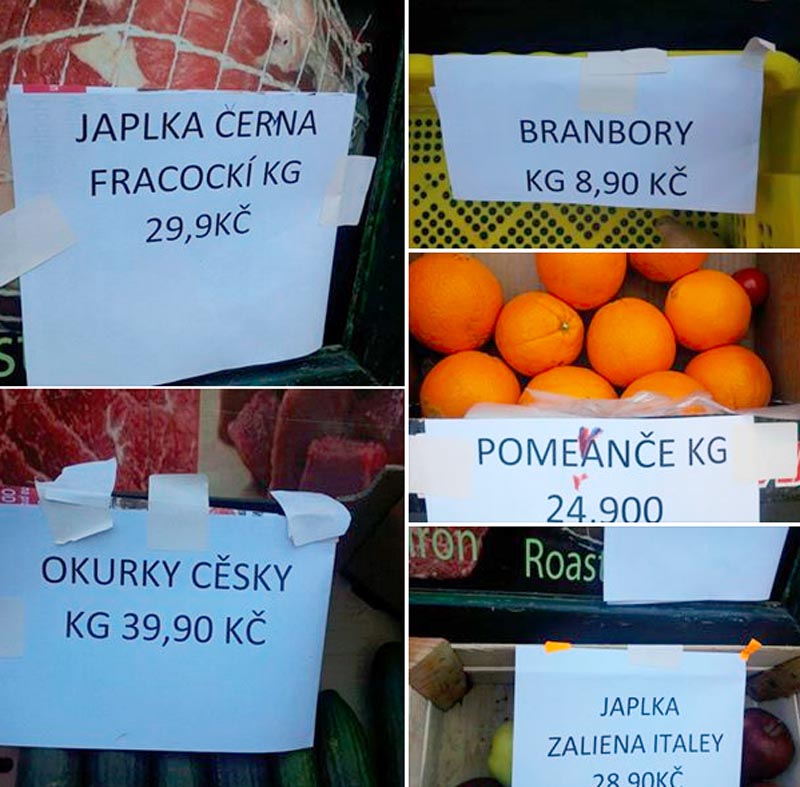 JAPLKA ČERNA
FRACOCKÍ KG
29,9KČ
BRANBORY
KG 8,90 KČ
POMEANČE KG
r
24.900
OKURKY CĚSKY
KG 39,90 KČ
Roast
JAPLKA
ZALIENA ITALEY
28.90KČ